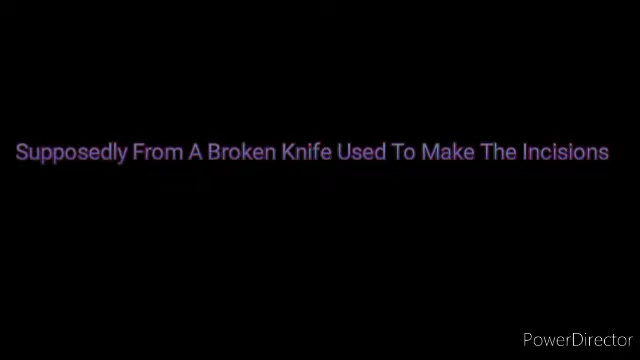 Supposedly From A Broken Knife Used To Make The Incisions
PowerDirector